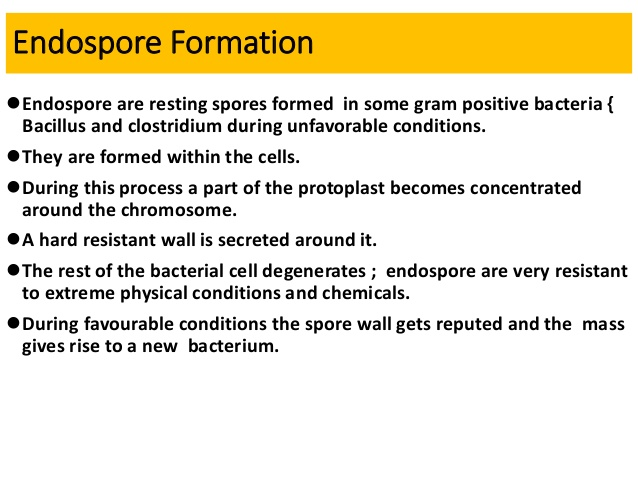 Endospore Formation
●Endospore are resting spores formed  in some gram positive bacteria {
Bacillus and clostridium during unfavorable conditions.
●They are formed within the cells.
●During this process a part of the protoplast becomes concentrated
around the chromosome.
●A hard resistant wall is secreted around it.
●The rest of the bacterial cell degenerates ;  endospore are very resistant
to extreme physical conditions and chemicals.
●During favourable conditions the spore wall gets reputed and the  mass
gives rise to a new  bacterium.